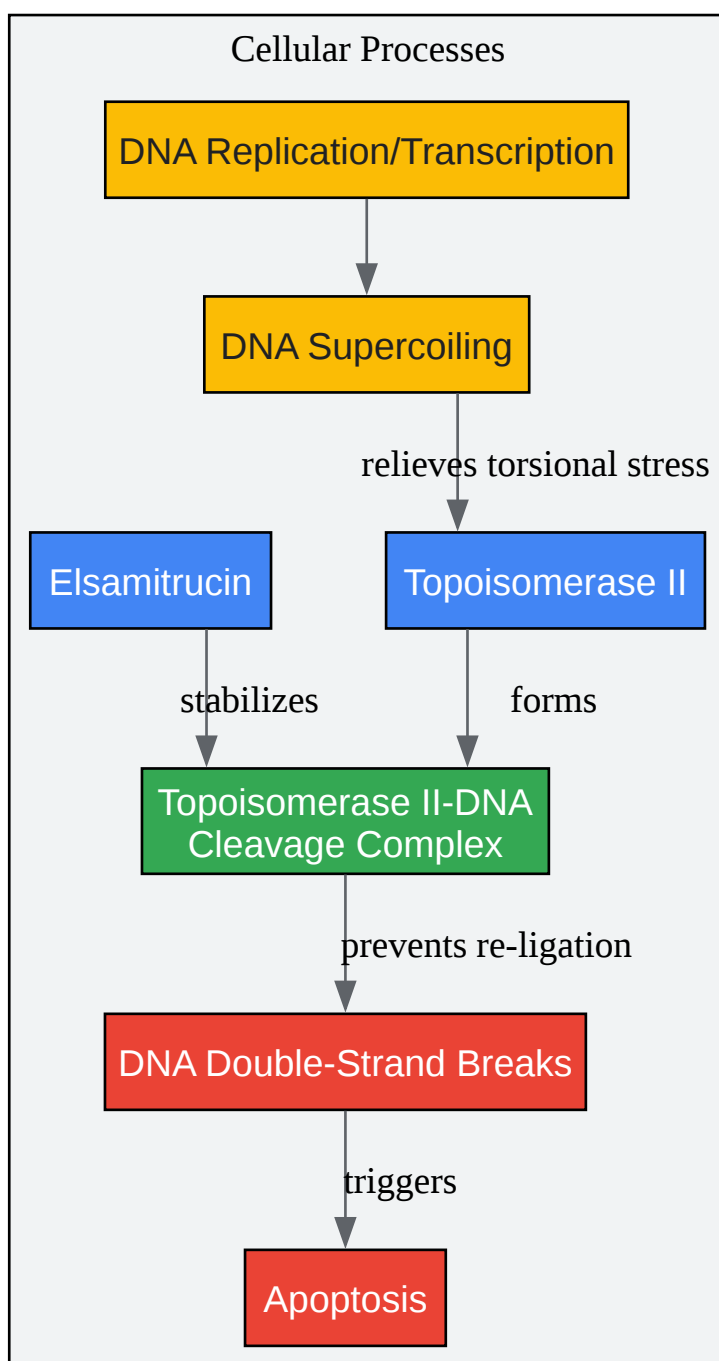 Cellular Processes
DNA Replication/Transcription
DNA Supercoiling
relieves torsional stress
Elsamitrucin
Topoisomerase II
stabilizes
forms
Topoisomerase II-DNA
Cleavage Complex
prevents re-ligation
DNA Double-Strand Breaks
triggers
Apoptosis